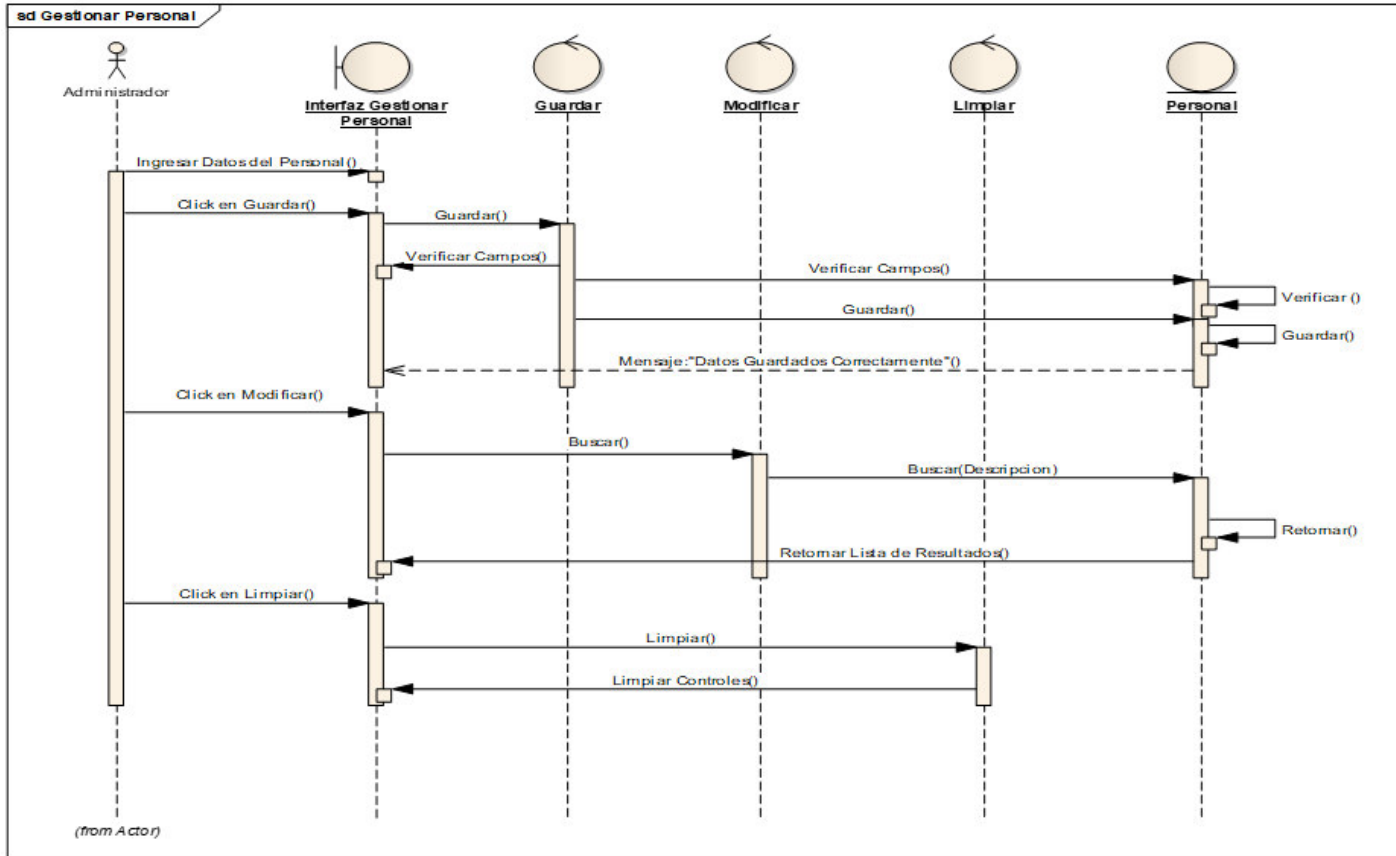 sd Gestionar Personal
Administrador
Interfaz Gestionar
Personal
Guardar
Modificar
Limpiar
Personal
Ingresar Datos del Personal()
Click en Guardar()
Guardar()
Verificar Campos()
Verificar Campos()
Verificar ()
Guardar()
Guardar()
Mensaje:"Datos Guardados Correctamente"()
Click en Modificar()
Buscar()
Buscar(Descripcion)
Retornar()
Retornar Lista de Resultados()
Click en Limpiar()
Limpiar()
Limpiar Controles()
(from Actor)